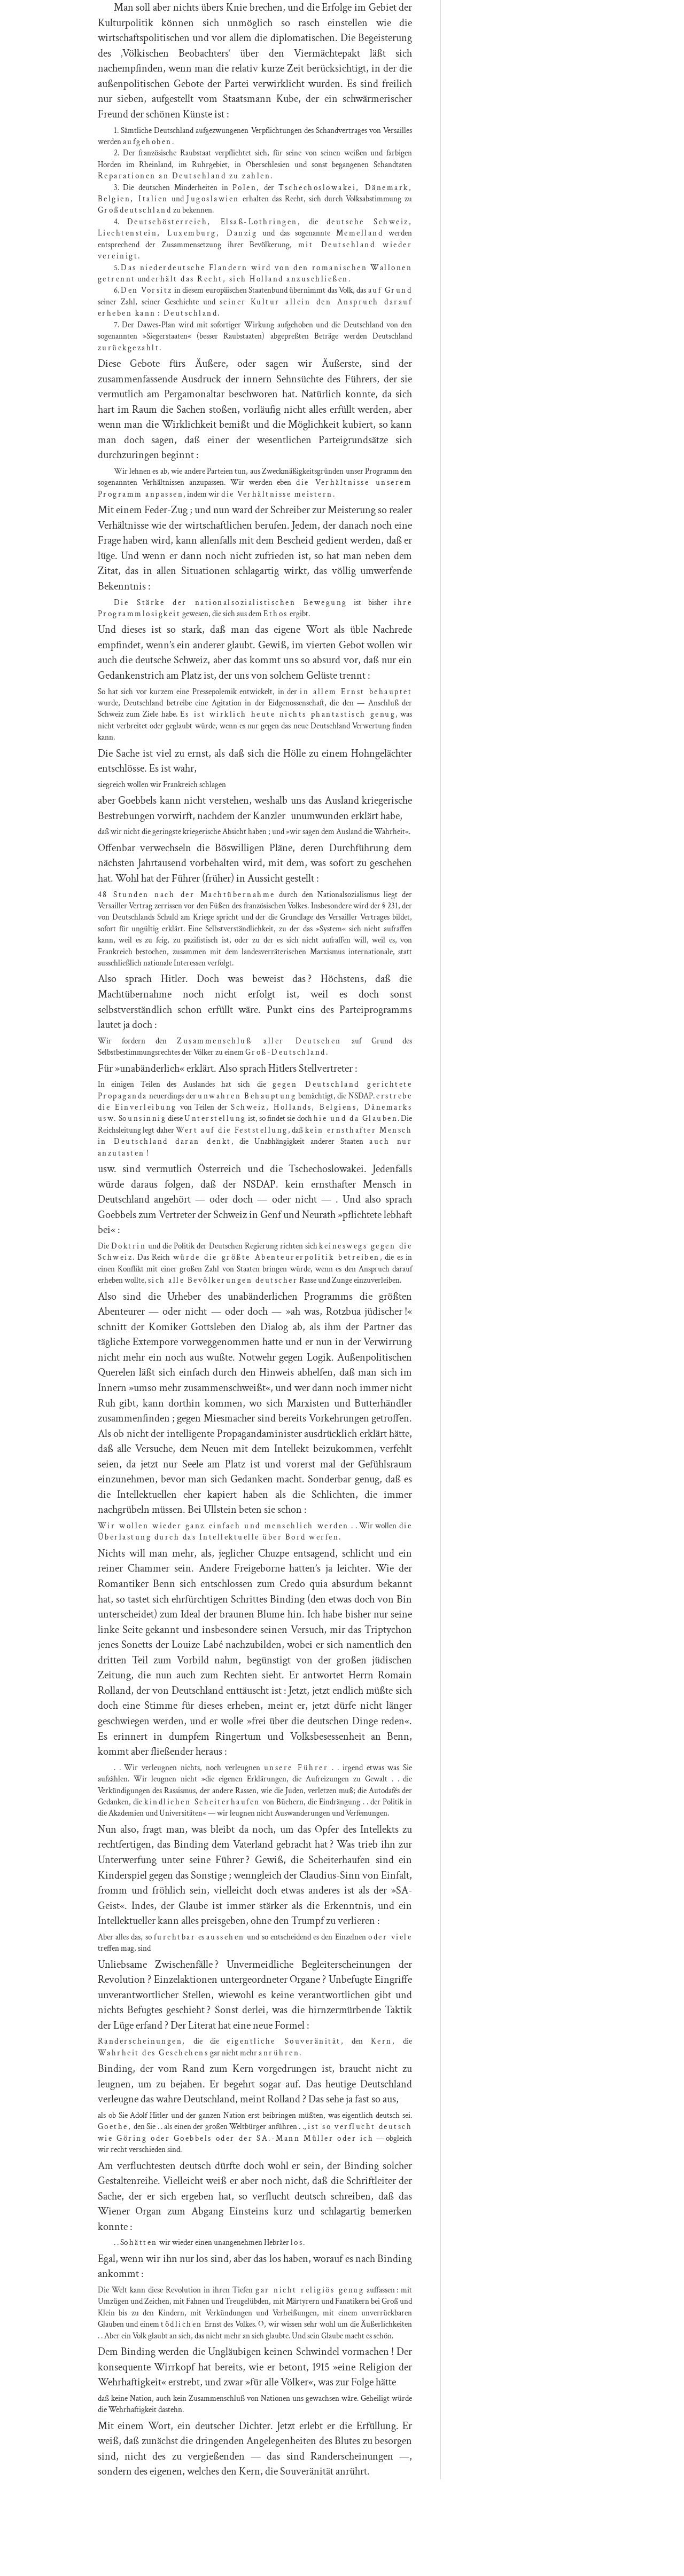 Man soll aber nichts übers Knie brechen, und die Erfolge im Gebiet der
Kulturpolitik können sich unmöglich so rasch einstellen wie die
wirtschaftspolitischen und vor allem die diplomatischen. Die Begeisterung
des ‚Völkischen Beobachters‘ über den Viermächtepakt läßt sich
nachempfinden, wenn man die relativ kurze Zeit berücksichtigt, in der die
außenpolitischen Gebote der Partei verwirklicht wurden. Es sind freilich
nur sieben, aufgestellt vom Staatsmann Kube, der ein schwärmerischer
Freund der schönen Künste ist :
1. Sämtliche Deutschland aufgezwungenen Verpflichtungen des Schandvertrages von Versailles
werden aufgehoben.
2. Der französische Raubstaat verpflichtet sich, für seine von seinen weißen und farbigen
Horden im Rheinland, im Ruhrgebiet, in Oberschlesien und sonst begangenen Schandtaten
Reparationen an Deutschland zu zahlen.
3. Die deutschen Minderheiten in Polen, der Tschechoslowakei, Dänemark,
Belgien, Italien und Jugoslawien erhalten das Recht, sich durch Volksabstimmung zu
Großdeutschland zu bekennen.
4. Deutschösterreich, Elsaß-Lothringen, die deutsche Schweiz,
Liechtenstein, Luxemburg, Danzig und das sogenannte Memelland werden
entsprechend der Zusammensetzung ihrer Bevölkerung, mit Deutschland wieder
vereinigt.
5. Das niederdeutsche Flandern wird von den romanischen Wallonen
getrennt und erhält das Recht, sich Holland anzuschließen.
6. Den Vorsitz in diesem europäischen Staatenbund übernimmt das Volk, das auf Grund
seiner Zahl, seiner Geschichte und seiner Kultur allein den Anspruch darauf
erheben kann : Deutschland.
7. Der Dawes-Plan wird mit sofortiger Wirkung aufgehoben und die Deutschland von den
sogenannten »Siegerstaaten« (besser Raubstaaten) abgepreßten Beträge werden Deutschland
zurückgezahlt.
Diese Gebote fürs Äußere, oder sagen wir Äußerste, sind der
zusammenfassende Ausdruck der innern Sehnsüchte des Führers, der sie
vermutlich am Pergamonaltar beschworen hat. Natürlich konnte, da sich
hart im Raum die Sachen stoßen, vorläufig nicht alles erfüllt werden, aber
wenn man die Wirklichkeit bemißt und die Möglichkeit kubiert, so kann
man doch sagen, daß einer der wesentlichen Parteigrundsätze sich
durchzuringen beginnt :
Wir lehnen es ab, wie andere Parteien tun, aus Zweckmäßigkeitsgründen unser Programm den
sogenannten Verhältnissen anzupassen. Wir werden eben die Verhältnisse unserem
Programm anpassen, indem wir die Verhältnisse meistern.
Mit einem Feder-Zug ; und nun ward der Schreiber zur Meisterung so realer
Verhältnisse wie der wirtschaftlichen berufen. Jedem, der danach noch eine
Frage haben wird, kann allenfalls mit dem Bescheid gedient werden, daß er
lüge. Und wenn er dann noch nicht zufrieden ist, so hat man neben dem
Zitat, das in allen Situationen schlagartig wirkt, das völlig umwerfende
Bekenntnis :
Die Stärke der nationalsozialistischen Bewegung ist bisher ihre
Programmlosigkeit gewesen, die sich aus dem Ethos ergibt.
Und dieses ist so stark, daß man das eigene Wort als üble Nachrede
empfindet, wenn's ein anderer glaubt. Gewiß, im vierten Gebot wollen wir
auch die deutsche Schweiz, aber das kommt uns so absurd vor, daß nur ein
Gedankenstrich am Platz ist, der uns von solchem Gelüste trennt :
So hat sich vor kurzem eine Pressepolemik entwickelt, in der in allem Ernst behauptet
wurde, Deutschland betreibe eine Agitation in der Eidgenossenschaft, die den — Anschluß der
Schweiz zum Ziele habe. Es ist wirklich heute nichts phantastisch genug, was
nicht verbreitet oder geglaubt würde, wenn es nur gegen das neue Deutschland Verwertung finden
kann.
Die Sache ist viel zu ernst, als daß sich die Hölle zu einem Hohngelächter
entschlösse. Es ist wahr,
siegreich wollen wir Frankreich schlagen
aber Goebbels kann nicht verstehen, weshalb uns das Ausland kriegerische
Bestrebungen vorwirft, nachdem der Kanzler unumwunden erklärt habe,
daß wir nicht die geringste kriegerische Absicht haben ; und »wir sagen dem Ausland die Wahrheit«.
Offenbar verwechseln die Böswilligen Pläne, deren Durchführung dem
nächsten Jahrtausend vorbehalten wird, mit dem, was sofort zu geschehen
hat. Wohl hat der Führer (früher) in Aussicht gestellt :
48 Stunden nach der Machtübernahme durch den Nationalsozialismus liegt der
Versailler Vertrag zerrissen vor den Füßen des französischen Volkes. Insbesondere wird der § 231, der
von Deutschlands Schuld am Kriege spricht und der die Grundlage des Versailler Vertrages bildet,
sofort für ungültig erklärt. Eine Selbstverständlichkeit, zu der das »System« sich nicht aufraffen
kann, weil es zu feig, zu pazifistisch ist, oder zu der es sich nicht aufraffen will, weil es, von
Frankreich bestochen, zusammen mit dem landesverräterischen Marxismus internationale, statt
ausschließlich nationale Interessen verfolgt.
Also sprach Hitler. Doch was beweist das ? Höchstens, daß die
Machtübernahme noch nicht erfolgt ist, weil es doch sonst
selbstverständlich schon erfüllt wäre. Punkt eins des Parteiprogramms
lautet ja doch :
Wir fordern den Zusammenschluß aller Deutschen auf Grund des
Selbstbestimmungsrechtes der Völker zu einem Groß-Deutschland.
Für »unabänderlich« erklärt. Also sprach Hitlers Stellvertreter :
In einigen Teilen des Auslandes hat sich die gegen Deutschland gerichtete
Propaganda neuerdings der unwahren Behauptung bemächtigt, die NSDAP. erstrebe
die Einverleibung von Teilen der Schweiz, Hollands, Belgiens, Dänemarks
usw. So unsinnig diese Unterstellung ist, so findet sie doch hie und da Glauben. Die
Reichsleitung legt daher Wert auf die Feststellung, daß kein ernsthafter Mensch
in Deutschland daran denkt, die Unabhängigkeit anderer Staaten auch nur
anzutasten !
usw. sind vermutlich Österreich und die Tschechoslowakei. Jedenfalls
würde daraus folgen, daß der NSDAP. kein ernsthafter Mensch in
Deutschland angehört — oder doch — oder nicht — . Und also sprach
Goebbels zum Vertreter der Schweiz in Genf und Neurath »pflichtete lebhaft
bei« :
Die Doktrin und die Politik der Deutschen Regierung richten sich keineswegs gegen die
Schweiz. Das Reich würde die größte Abenteurerpolitik betreiben, die es in
einen Konflikt mit einer großen Zahl von Staaten bringen würde, wenn es den Anspruch darauf
erheben wollte, sich alle Bevölkerungen deutscher Rasse und Zunge einzuverleiben.
Also sind die Urheber des unabänderlichen Programms die größten
Abenteurer — oder nicht — oder doch — »ah was, Rotzbua jüdischer !«
schnitt der Komiker Gottsleben den Dialog ab, als ihm der Partner das
tägliche Extempore vorweggenommen hatte und er nun in der Verwirrung
nicht mehr ein noch aus wußte. Notwehr gegen Logik. Außenpolitischen
Querelen läßt sich einfach durch den Hinweis abhelfen, daß man sich im
Innern »umso mehr zusammenschweißt«, und wer dann noch immer nicht
Ruh gibt, kann dorthin kommen, wo sich Marxisten und Butterhändler
zusammenfinden ; gegen Miesmacher sind bereits Vorkehrungen getroffen.
Als ob nicht der intelligente Propagandaminister ausdrücklich erklärt hätte,
daß alle Versuche, dem Neuen mit dem Intellekt beizukommen, verfehlt
seien, da jetzt nur Seele am Platz ist und vorerst mal der Gefühlsraum
einzunehmen, bevor man sich Gedanken macht. Sonderbar genug, daß es
die Intellektuellen eher kapiert haben als die Schlichten, die immer
nachgrübeln müssen. Bei Ullstein beten sie schon :
Wir wollen wieder ganz einfach und menschlich werden . . Wir wollen die
Überlastung durch das Intellektuelle über Bord werfen.
Nichts will man mehr, als, jeglicher Chuzpe entsagend, schlicht und ein
reiner Chammer sein. Andere Freigeborne hatten's ja leichter. Wie der
Romantiker Benn sich entschlossen zum Credo quia absurdum bekannt
hat, so tastet sich ehrfürchtigen Schrittes Binding (den etwas doch von Bin
unterscheidet) zum Ideal der braunen Blume hin. Ich habe bisher nur seine
linke Seite gekannt und insbesondere seinen Versuch, mir das Triptychon
jenes Sonetts der Louize Labé nachzubilden, wobei er sich namentlich den
dritten Teil zum Vorbild nahm, begünstigt von der großen jüdischen
Zeitung, die nun auch zum Rechten sieht. Er antwortet Herrn Romain
Rolland, der von Deutschland enttäuscht ist : Jetzt, jetzt endlich müßte sich
doch eine Stimme für dieses erheben, meint er, jetzt dürfe nicht länger
geschwiegen werden, und er wolle »frei über die deutschen Dinge reden«.
Es erinnert in dumpfem Ringertum und Volksbesessenheit an Benn,
kommt aber fließender heraus :
. . Wir verleugnen nichts, noch verleugnen unsere Führer . . irgend etwas was Sie
aufzählen. Wir leugnen nicht »die eigenen Erklärungen, die Aufreizungen zu Gewalt . . die
Verkündigungen des Rassismus, der andere Rassen, wie die Juden, verletzen muß; die Autodafés der
Gedanken, die kindlichen Scheiterhaufen von Büchern, die Eindrängung . . der Politik in
die Akademien und Universitäten« — wir leugnen nicht Auswanderungen und Verfemungen.
Nun also, fragt man, was bleibt da noch, um das Opfer des Intellekts zu
rechtfertigen, das Binding dem Vaterland gebracht hat ? Was trieb ihn zur
Unterwerfung unter seine Führer ? Gewiß, die Scheiterhaufen sind ein
Kinderspiel gegen das Sonstige ; wenngleich der Claudius-Sinn von Einfalt,
fromm und fröhlich sein, vielleicht doch etwas anderes ist als der »SA-
Geist«. Indes, der Glaube ist immer stärker als die Erkenntnis, und ein
Intellektueller kann alles preisgeben, ohne den Trumpf zu verlieren :
Aber alles das, so furchtbar es aussehen und so entscheidend es den Einzelnen oder viele
treffen mag, sind
Unliebsame Zwischenfälle ? Unvermeidliche Begleiterscheinungen der
Revolution ? Einzelaktionen untergeordneter Organe ? Unbefugte Eingriffe
unverantwortlicher Stellen, wiewohl es keine verantwortlichen gibt und
nichts Befugtes geschieht ? Sonst derlei, was die hirnzermürbende Taktik
der Lüge erfand ? Der Literat hat eine neue Formel :
Randerscheinungen, die die eigentliche Souveränität, den Kern, die
Wahrheit des Geschehens gar nicht mehr anrühren.
Binding, der vom Rand zum Kern vorgedrungen ist, braucht nicht zu
leugnen, um zu bejahen. Er begehrt sogar auf. Das heutige Deutschland
verleugne das wahre Deutschland, meint Rolland ? Das sehe ja fast so aus,
als ob Sie Adolf Hitler und der ganzen Nation erst beibringen müßten, was eigentlich deutsch sei.
Goethe, den Sie . . als einen der großen Weltbürger anführen . ., ist so verflucht deutsch
wie Göring oder Goebbels oder der SA.-Mann Müller oder ich — obgleich
wir recht verschieden sind.
Am verfluchtesten deutsch dürfte doch wohl er sein, der Binding solcher
Gestaltenreihe. Vielleicht weiß er aber noch nicht, daß die Schriftleiter der
Sache, der er sich ergeben hat, so verflucht deutsch schreiben, daß das
Wiener Organ zum Abgang Einsteins kurz und schlagartig bemerken
konnte :
. . So hätten wir wieder einen unangenehmen Hebräer los.
Egal, wenn wir ihn nur los sind, aber das los haben, worauf es nach Binding
ankommt :
Die Welt kann diese Revolution in ihren Tiefen gar nicht religiös genug auffassen : mit
Umzügen und Zeichen, mit Fahnen und Treugelübden, mit Märtyrern und Fanatikern bei Groß und
Klein bis zu den Kindern, mit Verkündungen und Verheißungen, mit einem unverrückbaren
Glauben und einem tödlichen Ernst des Volkes. O, wir wissen sehr wohl um die Äußerlichkeiten
. . Aber ein Volk glaubt an sich, das nicht mehr an sich glaubte. Und sein Glaube macht es schön.
Dem Binding werden die Ungläubigen keinen Schwindel vormachen ! Der
konsequente Wirrkopf hat bereits, wie er betont, 1915 »eine Religion der
Wehrhaftigkeit« erstrebt, und zwar »für alle Völker«, was zur Folge hätte
daß keine Nation, auch kein Zusammenschluß von Nationen uns gewachsen wäre. Geheiligt würde
die Wehrhaftigkeit dastehn.
Mit einem Wort, ein deutscher Dichter. Jetzt erlebt er die Erfüllung. Er
weiß, daß zunächst die dringenden Angelegenheiten des Blutes zu besorgen
sind, nicht des zu vergießenden — das sind Randerscheinungen —,
sondern des eigenen, welches den Kern, die Souveränität anrührt.